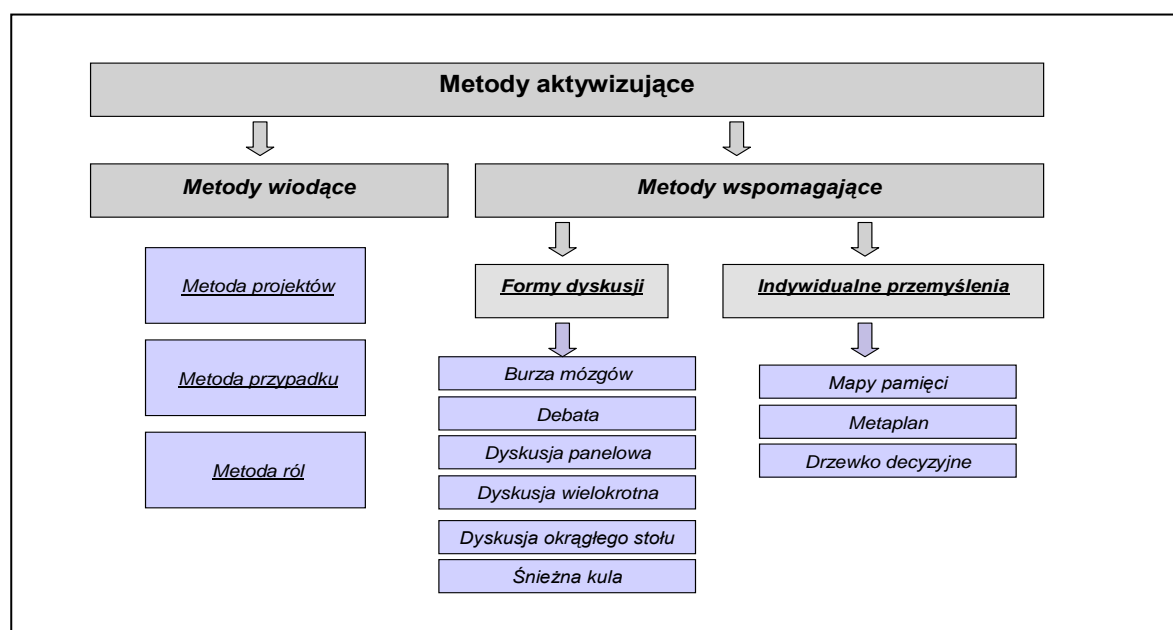 Metody aktywizujące
Metody wiodące
Metody wspomagające
Metoda projektów
Metoda przypadku
Metoda ról
Formy dyskusji
Burza mózgów
Debata
Dyskusja panelowa
Dyskusja wielokrotna
Dyskusja okrągłego stołu
Śnieżna kula
Indywidualne przemyślenia
Mapy pamięci
Metaplan
Drzewko decyzyjne